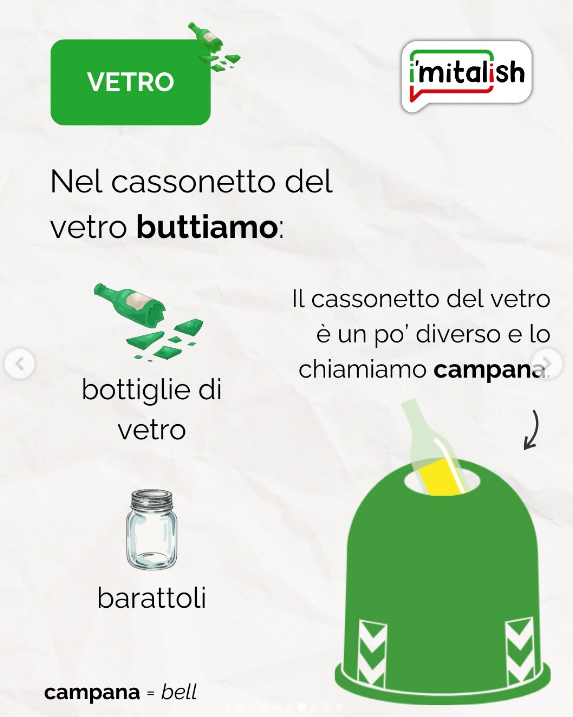 VETRO
i'mitalish
Nel cassonetto del
vetro buttiamo:
Il cassonetto del vetro
è un po' diverso e lo
chiamiamo campana.
bottiglie di
vetro
barattoli
campana = bell